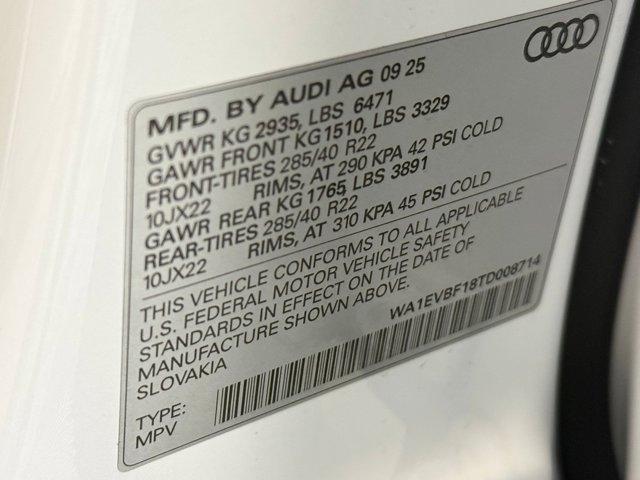 MFD. BY AUDI AG 09 25
GVWR KG 2935, LBS 6471
GAWR FRONT KG1510, LBS 3329
FRONT-TIRES 285/40 R22
10JX22 RIMS, AT 290 KPA 42 PSI COLD
GAWR REAR KG 1765, LBS 3891
REAR-TIRES 285/40 R22
10JX22 RIMS, AT 310 KPA 45 PSI COLD
THIS VEHICLE CONFORMS TO ALL APPLICABLE
U.S. FEDERAL MOTOR VEHICLE SAFETY
STANDARDS IN EFFECT ON THE DATE OF
MANUFACTURE SHOWN ABOVE.
SLOVAKIA
WA1EVBF18TD008714
TYPE:
MPV